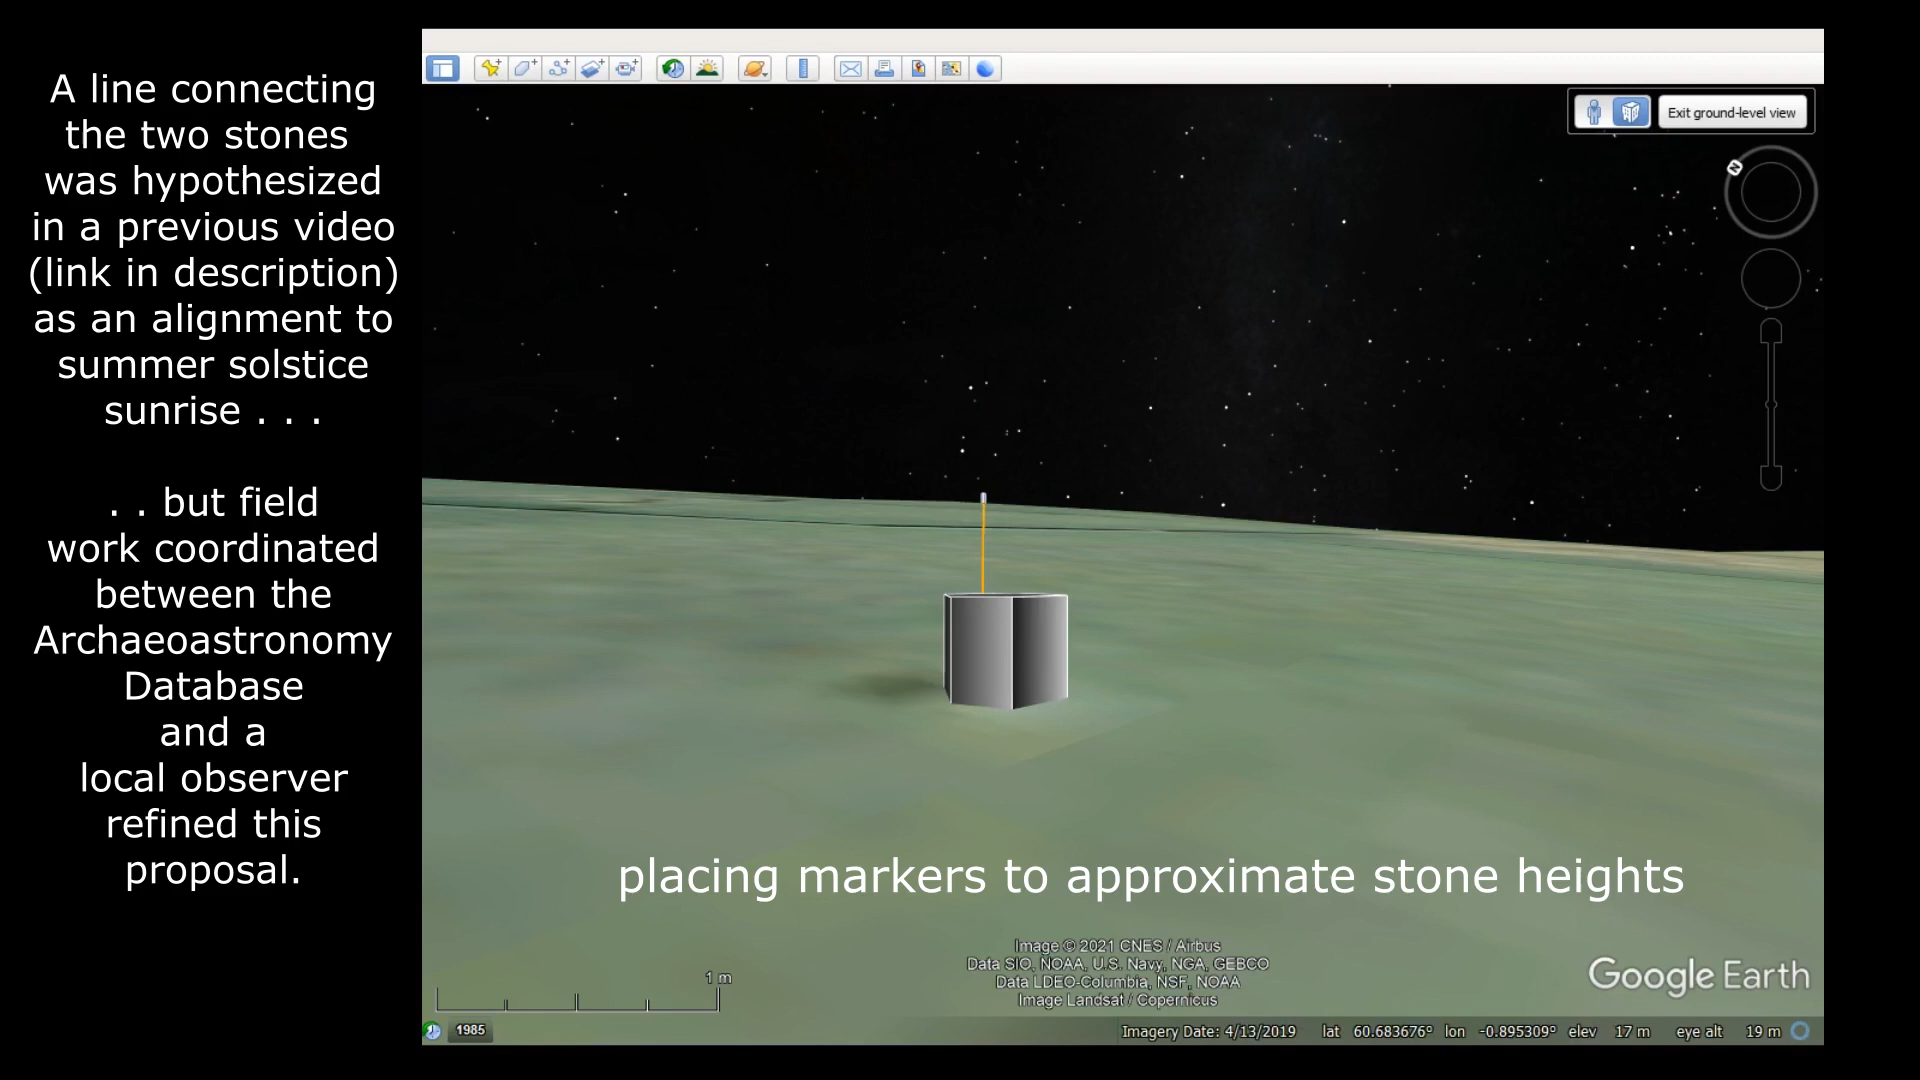 A line connecting
the two stones
was hypothesized
in a previous video
(link in description)
as an alignment to
summer solstice
sunrise . . .
. . but field
work coordinated
between the
Archaeoastronomy
Database
and a
local observer
refined this
proposal.
Exit ground-level view
N
placing markers to approximate stone heights
1 m
Image © 2021 CNES / Airbus
Data SIO, NOAA, U.S. Navy, NGA, GEBCO
Data LDEO-Columbia, NSF, NOAA
Image Landsat / Copernicus
Google Earth
1985
Imagery Date: 4/13/2019 lat 60.683676° lon -0.895309° elev 17 m eye alt 19 m